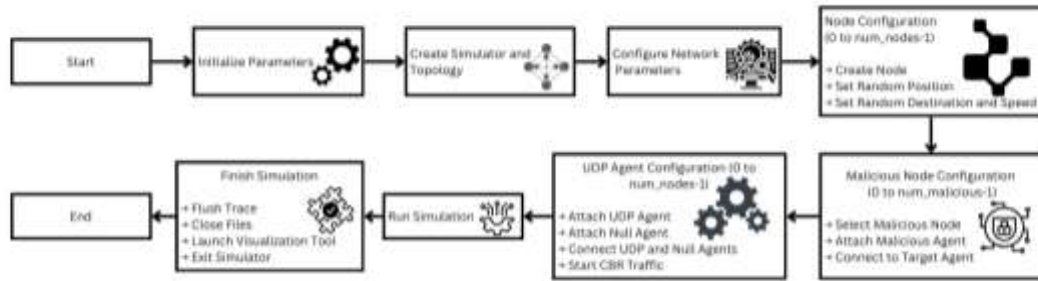 Start
Initialize Parameters
Create Simulator and
Topology
Configure Network
Parameters
Node Configuration
(0 to num_nodes-1)
→ Create Node
→ Set Random Position
→ Set Random Destination and Speed
Malicious Node Configuration
(0 to num_malicious-1)
→ Select Malicious Node
→ Attach Malicious Agent
→ Connect to Target Agent
UDP Agent Configuration (0 to
num_nodes-1)
→ Attach UDP Agent
→ Attach Null Agent
→ Connect UDP and Null Agents
→ Start CBR Traffic
Run Simulation
Finish Simulation
→ Flush Trace
→ Close Files
→ Launch Visualization Tool
→ Exit Simulator
End